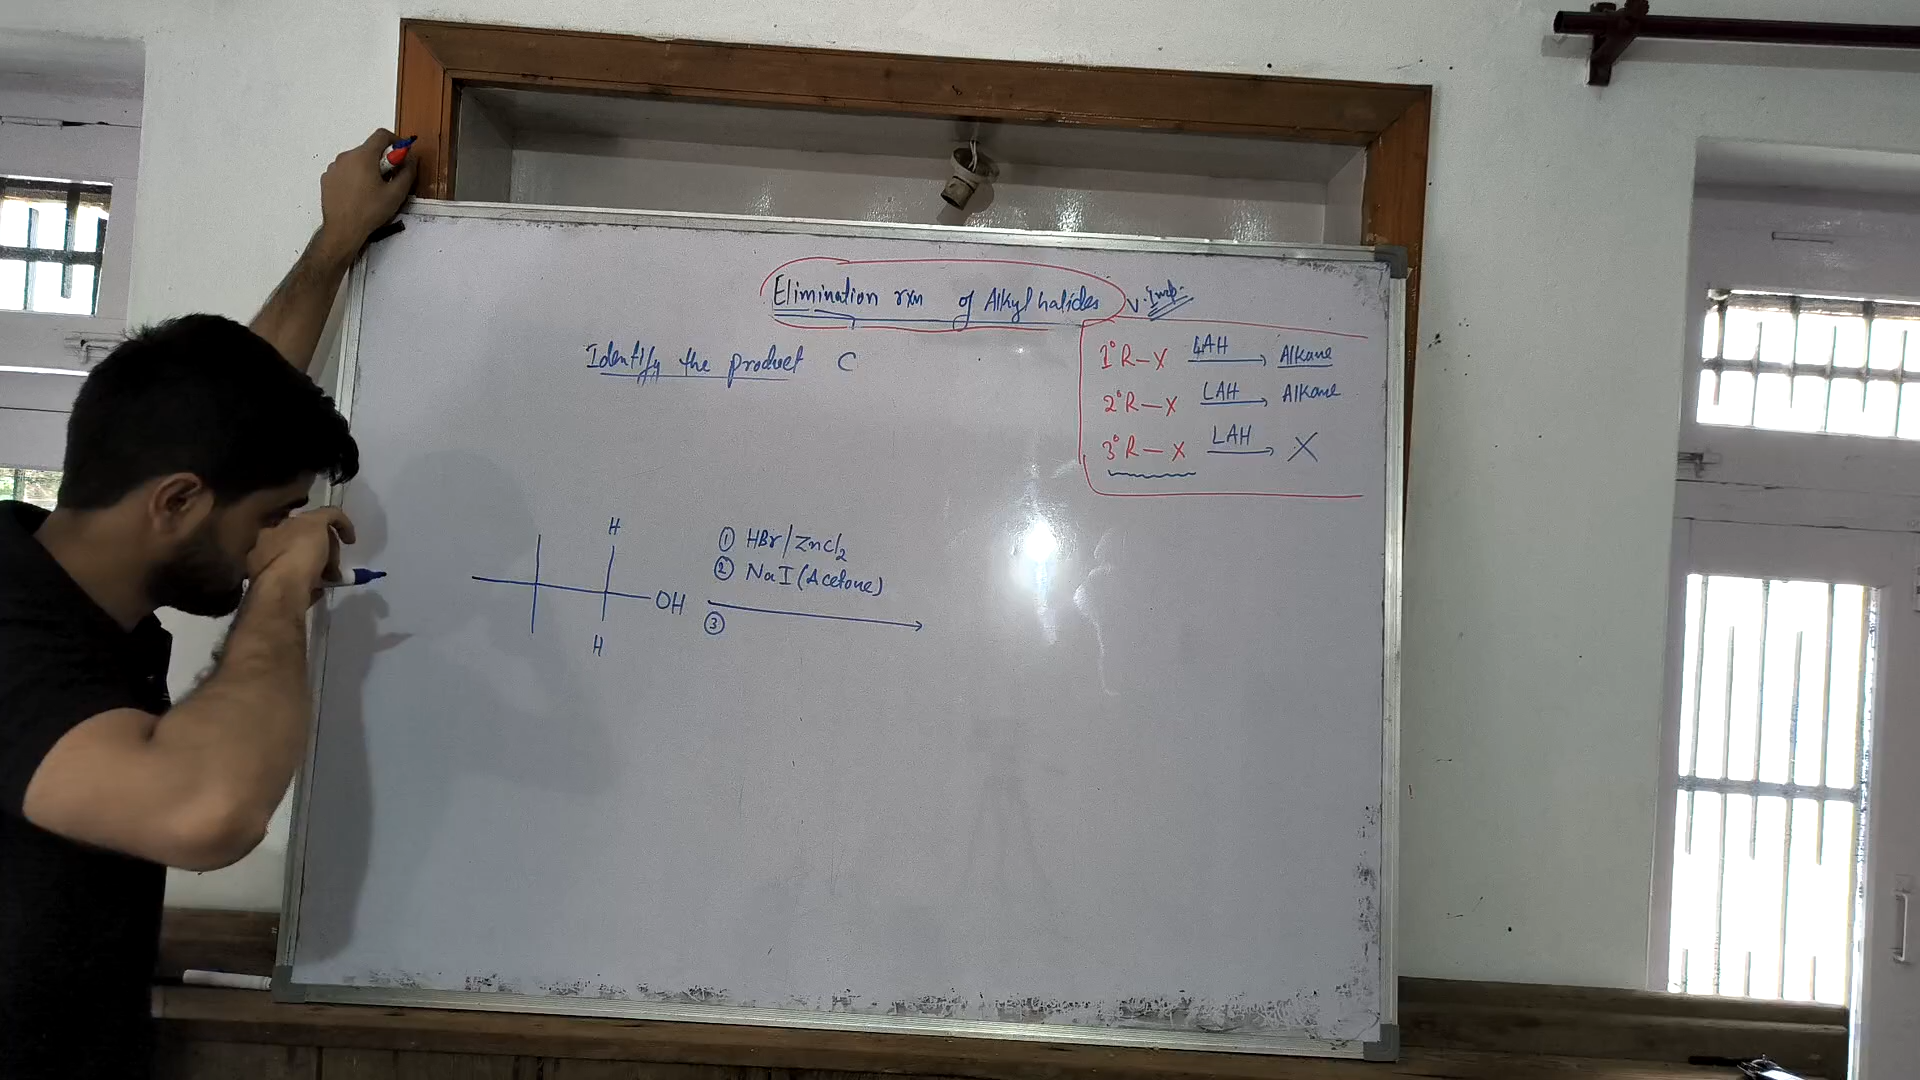 Elimination rxn of Alkyl halides V. Imp.
Identify the product C
1° R—X LAH → Alkane
2° R—X LAH → Alkane
3° R—X LAH → X
H
① HBr/ZnCl2
② NaI (Acetone)
OH
③
H